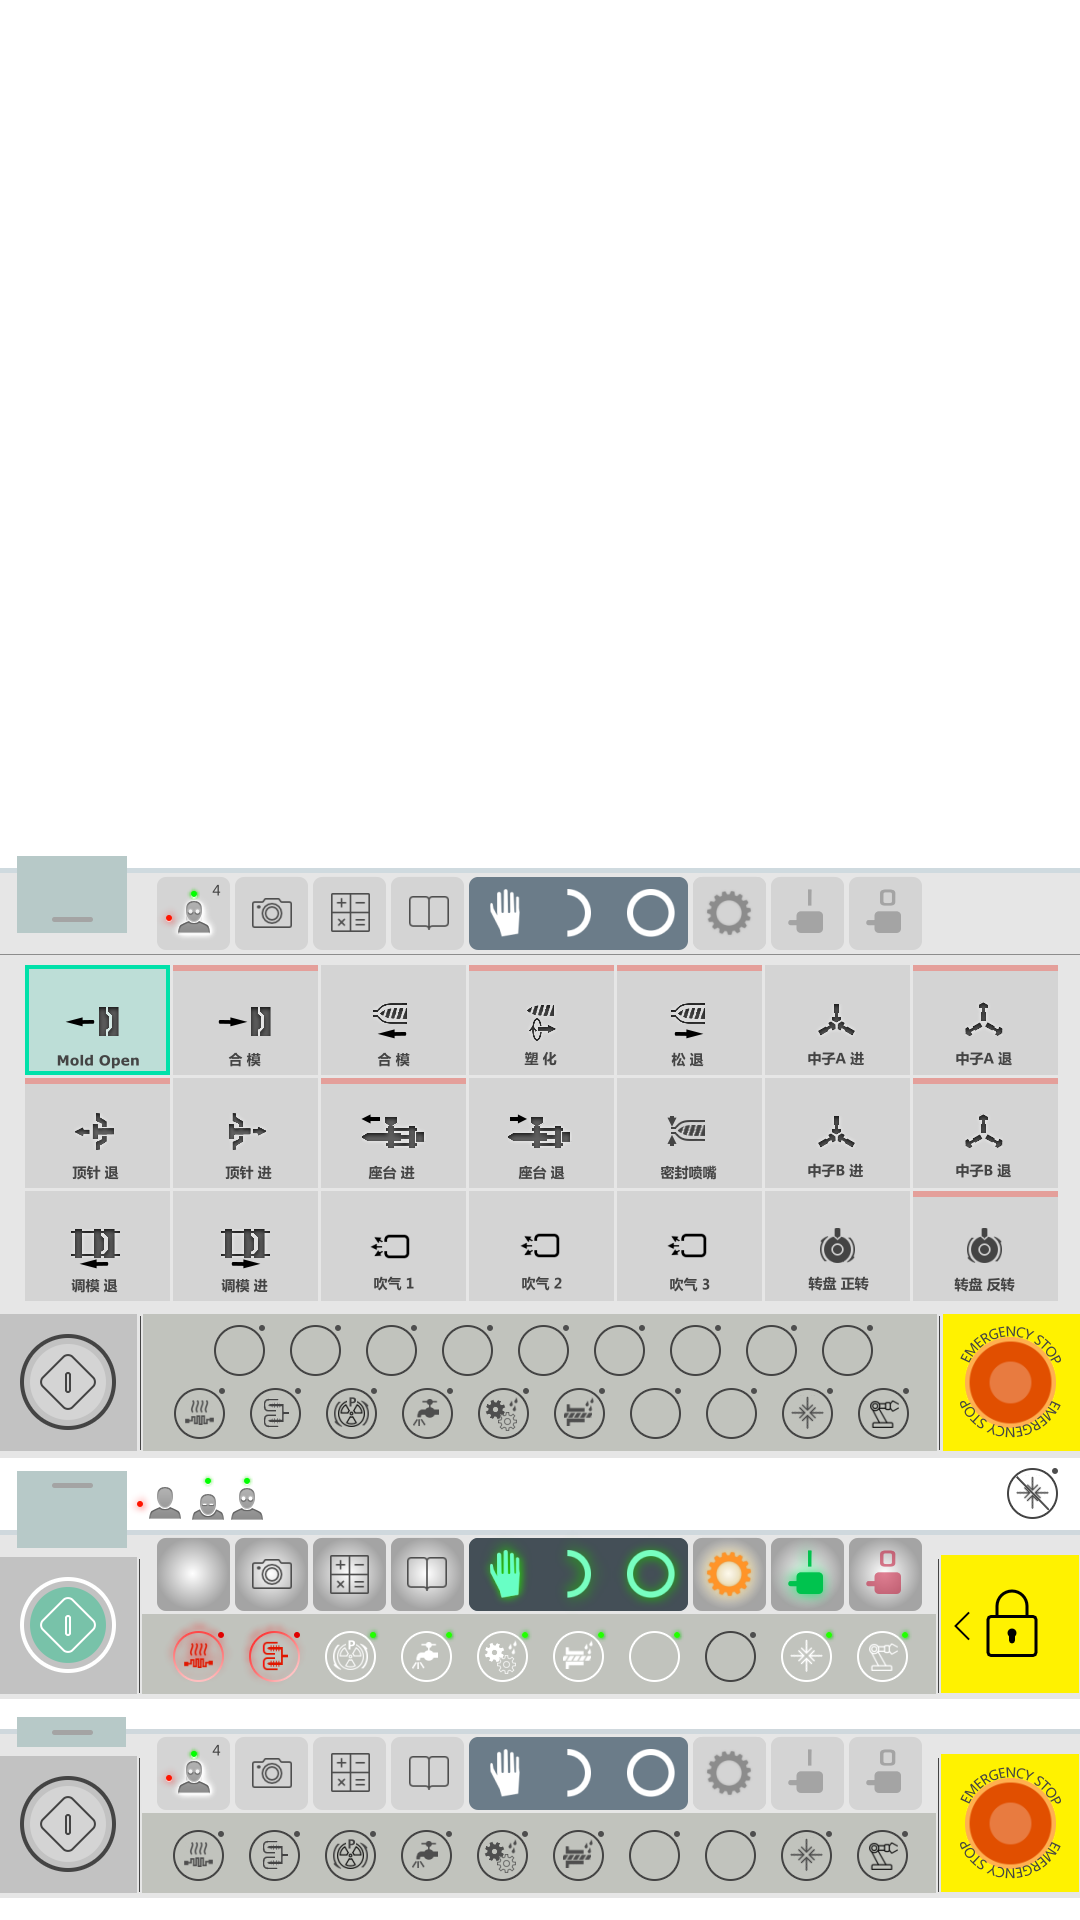 4
Mold Open
合 模
合 模
塑 化
松 退
中子A 进
中子A 退
顶针 退
顶针 进
座台 进
座台 退
密封喷嘴
中子B 进
中子B 退
调模 退
调模 进
吹气 1
吹气 2
吹气 3
转盘 正转
转盘 反转
EMERGENCY STOP
EMERGENCY STOP
P
4
EMERGENCY STOP
EMERGENCY STOP
P